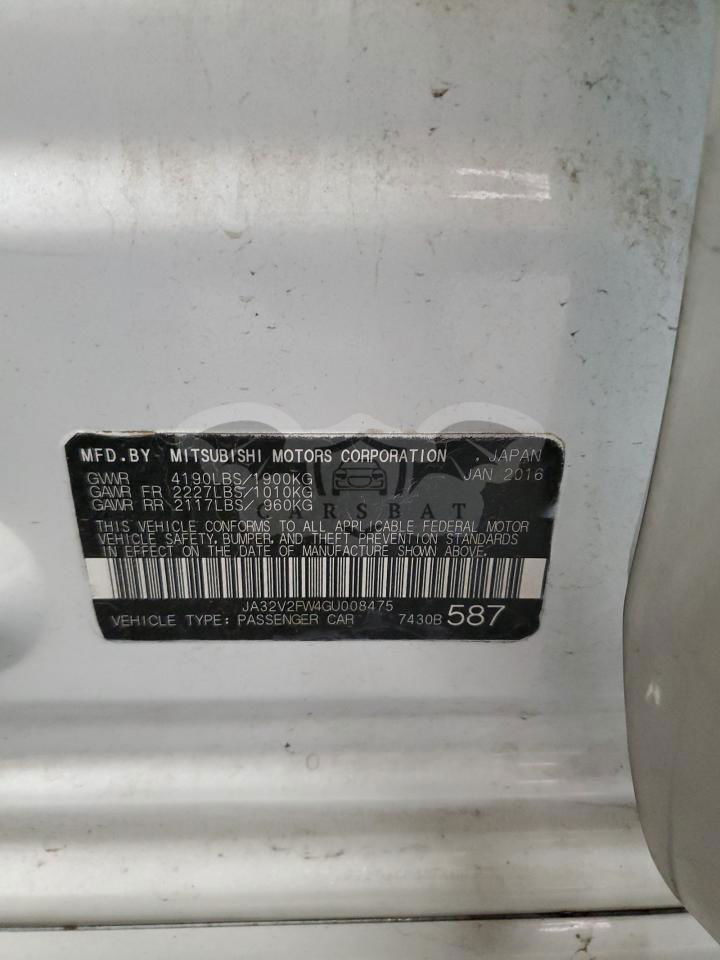 MFD.BY MITSUBISHI MOTORS CORPORATION , JAPAN
JAN 2016
GVWR 4190LBS/1900KG
GAWR FR 2227LBS/1010KG
GAWR RR 2117LBS/ 960KG
CARSBAT
THIS VEHICLE CONFORMS TO ALL APPLICABLE FEDERAL MOTOR
VEHICLE SAFETY, BUMPER, AND THEFT PREVENTION STANDARDS
IN EFFECT ON THE DATE OF MANUFACTURE SHOWN ABOVE.
JA32V2FW4GU008475
VEHICLE TYPE: PASSENGER CAR 7430B 587